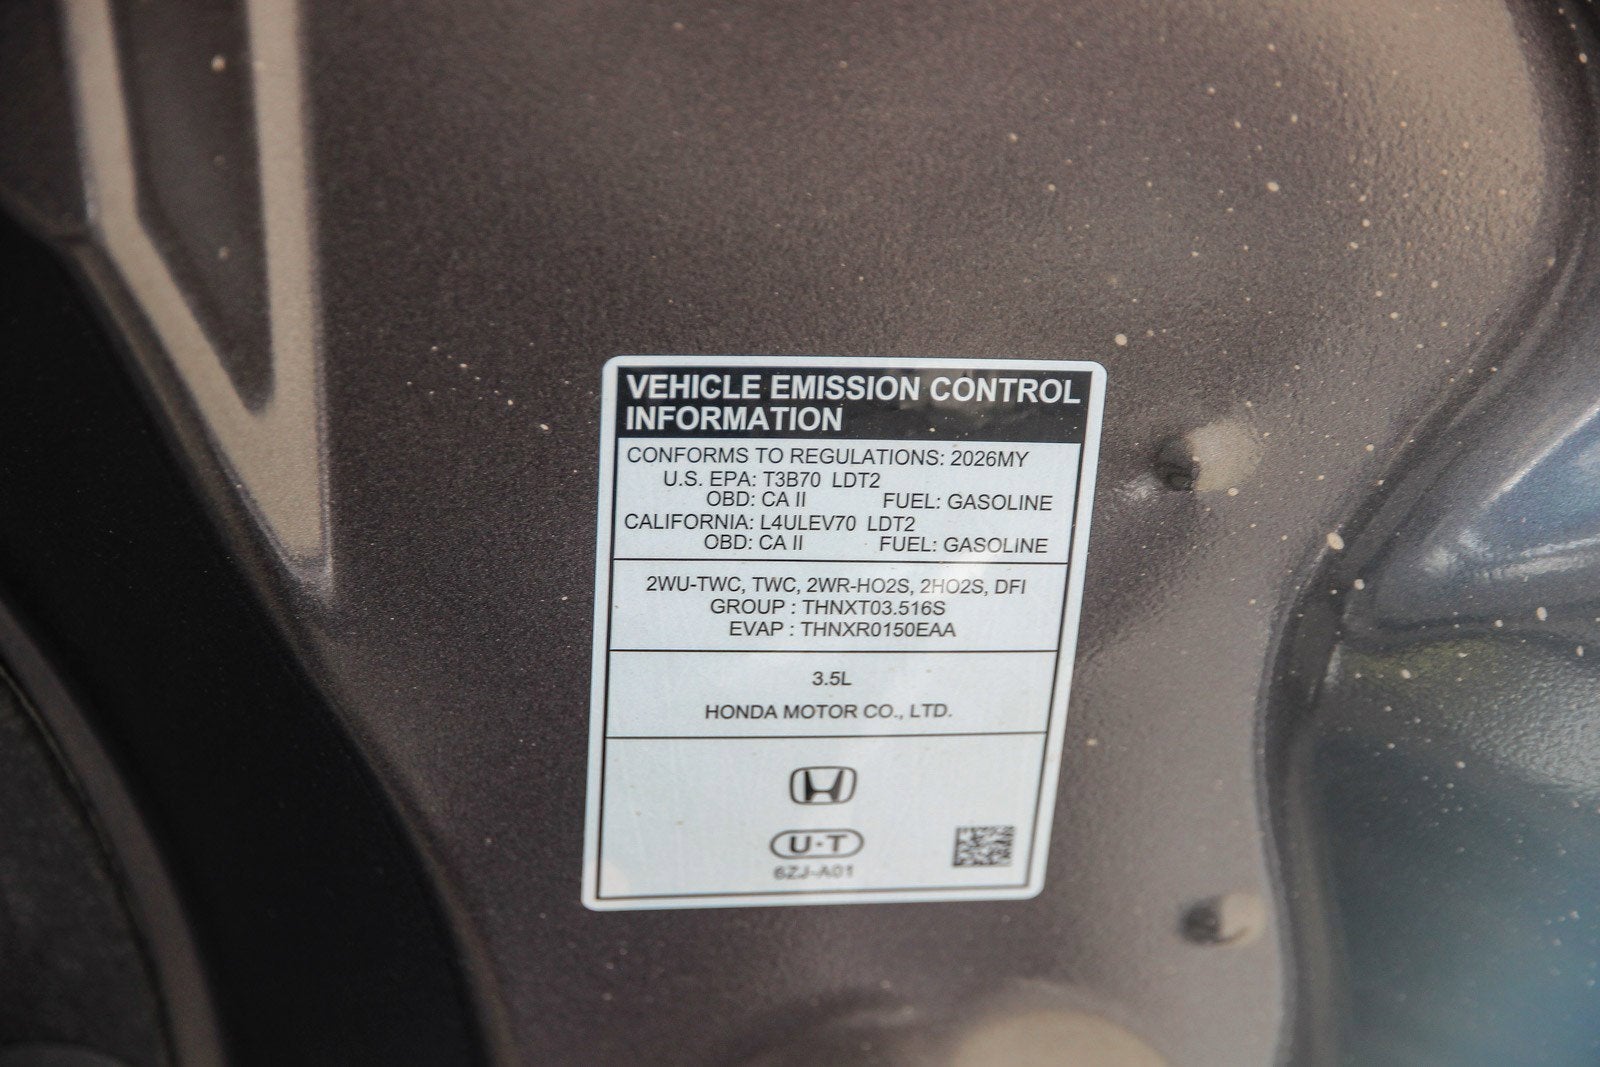 VEHICLE EMISSION CONTROL
INFORMATION
CONFORMS TO REGULATIONS: 2026MY
U.S. EPA: T3B70 LDT2
OBD: CA II FUEL: GASOLINE
CALIFORNIA: L4ULEV70 LDT2
OBD: CA II FUEL: GASOLINE
2WU-TWC, TWC, 2WR-HO2S, 2HO2S, DFI
GROUP : THNXT03.516S
EVAP : THNXR0150EAA
3.5L
HONDA MOTOR CO., LTD.
U·T
6ZJ-A01